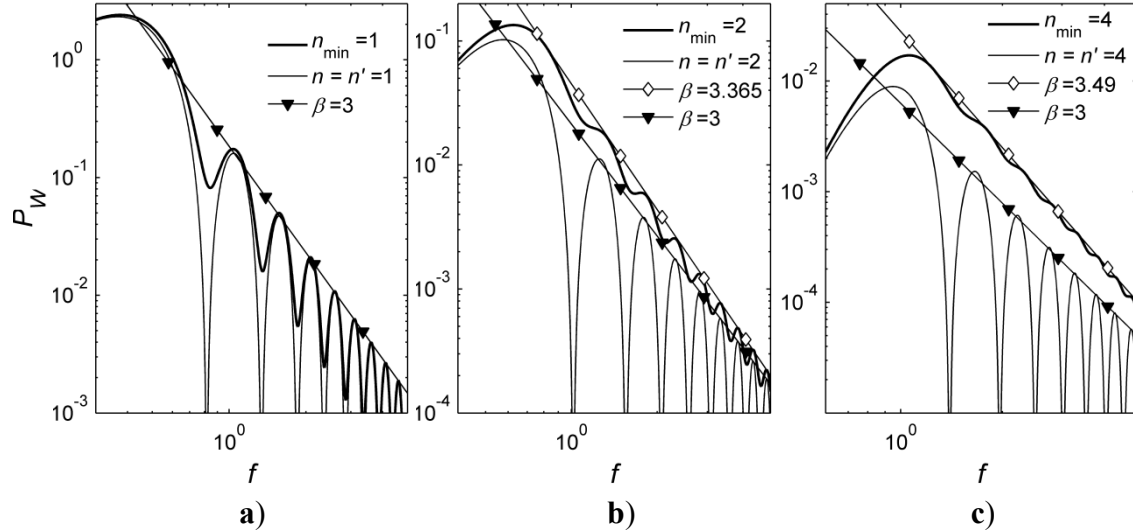 P_W
10^0
10^-1
10^-2
10^-3
n_min =1
n = n' =1
β =3
10^0
f
a)
10^-1
10^-2
10^-3
10^-4
n_min =2
n = n' =2
β =3.365
β =3
10^0
f
b)
10^-2
10^-3
10^-4
n_min =4
n = n' =4
β =3.49
β =3
10^0
f
c)